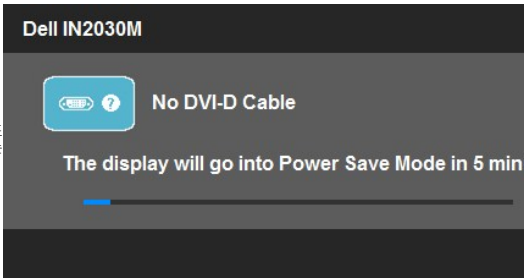 Dell IN2030M
No DVI-D Cable
The display will go into Power Save Mode in 5 min